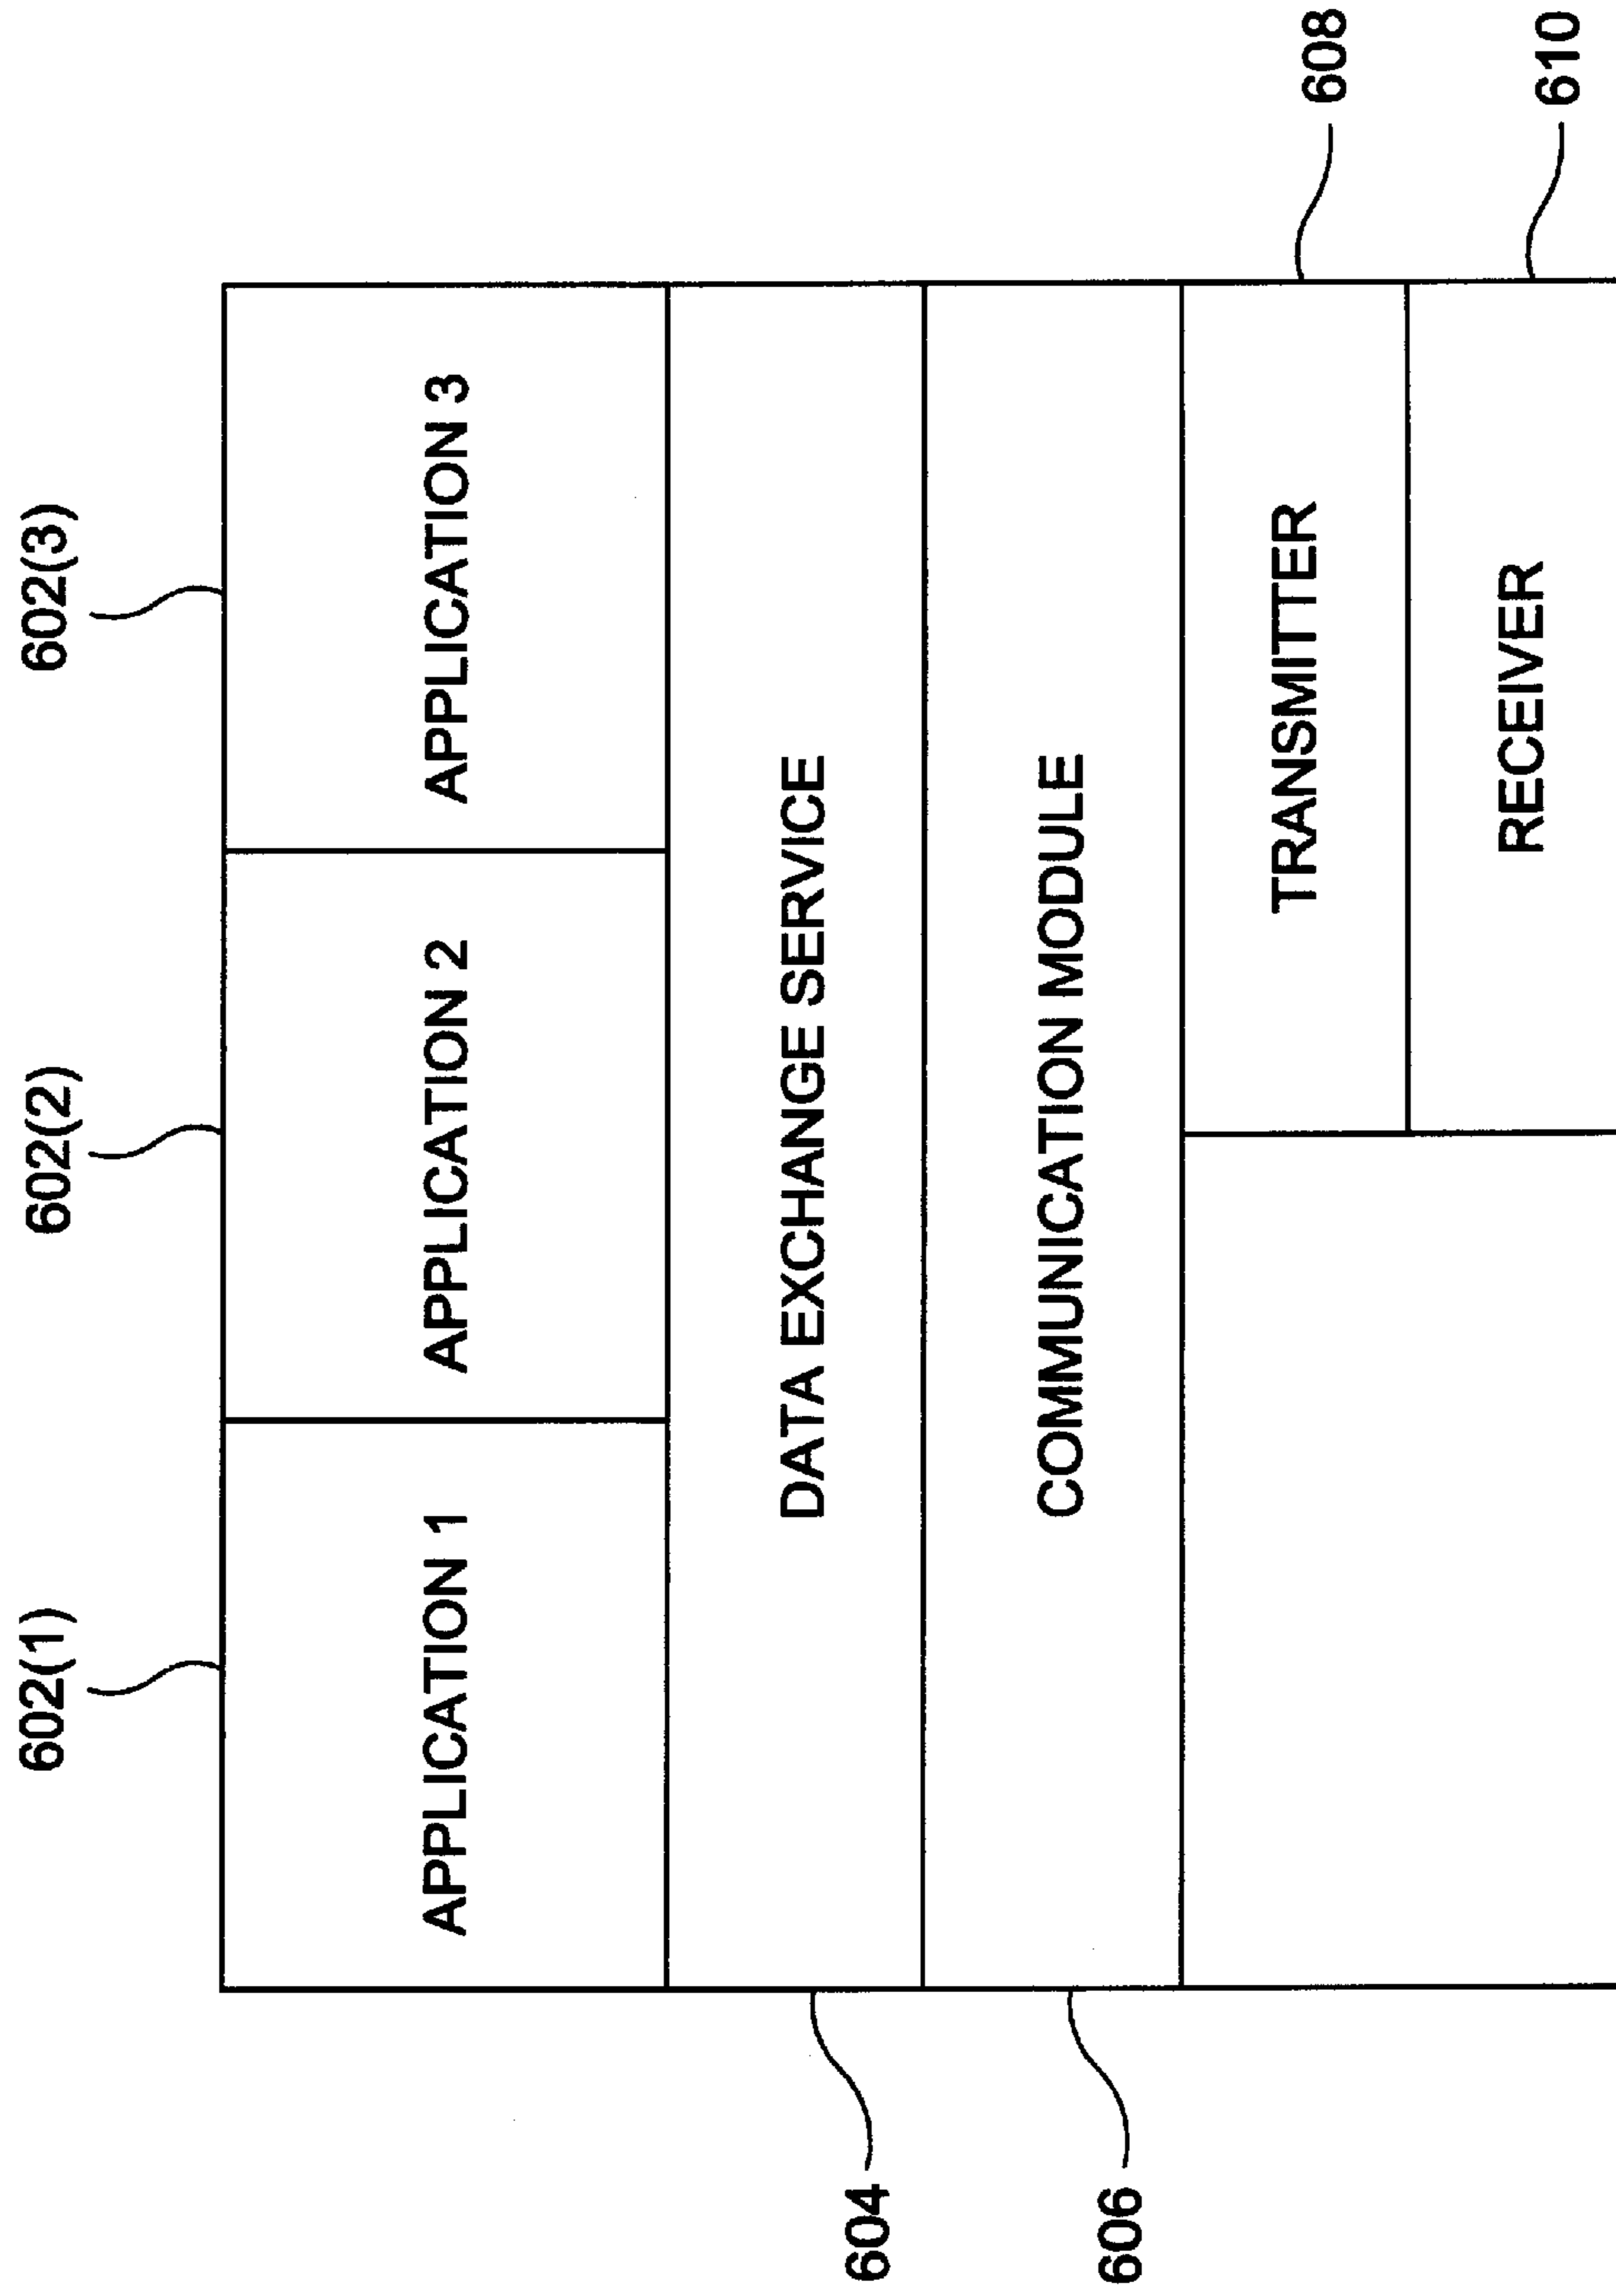 602(1)
602(2)
602(3)
APPLICATION 1
APPLICATION 2
APPLICATION 3
604
DATA EXCHANGE SERVICE
606
COMMUNICATION MODULE
TRANSMITTER
608
RECEIVER
610